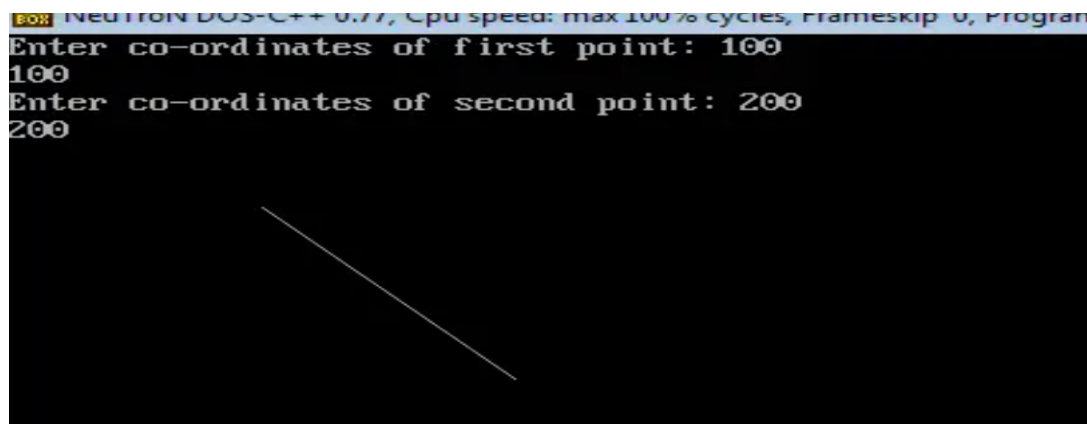 BOX NeuTroN DOS-C++ 0.77, Cpu speed: max 100% cycles, Frameskip 0, Program
Enter co-ordinates of first point: 100
100
Enter co-ordinates of second point: 200
200